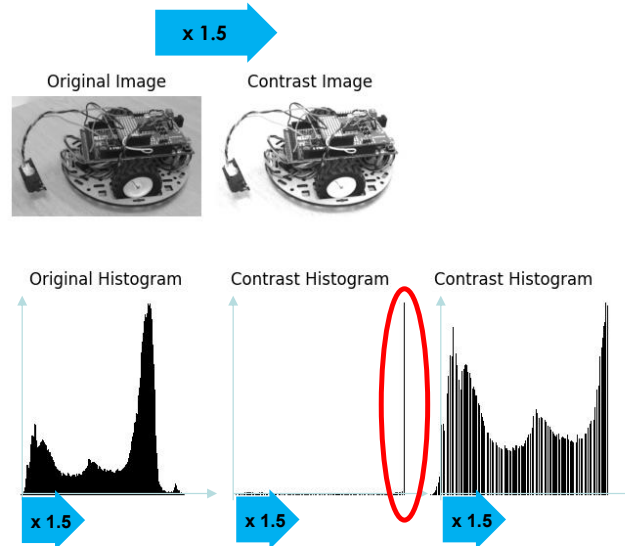 x 1.5
Original Image
Contrast Image
Original Histogram
Contrast Histogram
Contrast Histogram
x 1.5
x 1.5
x 1.5